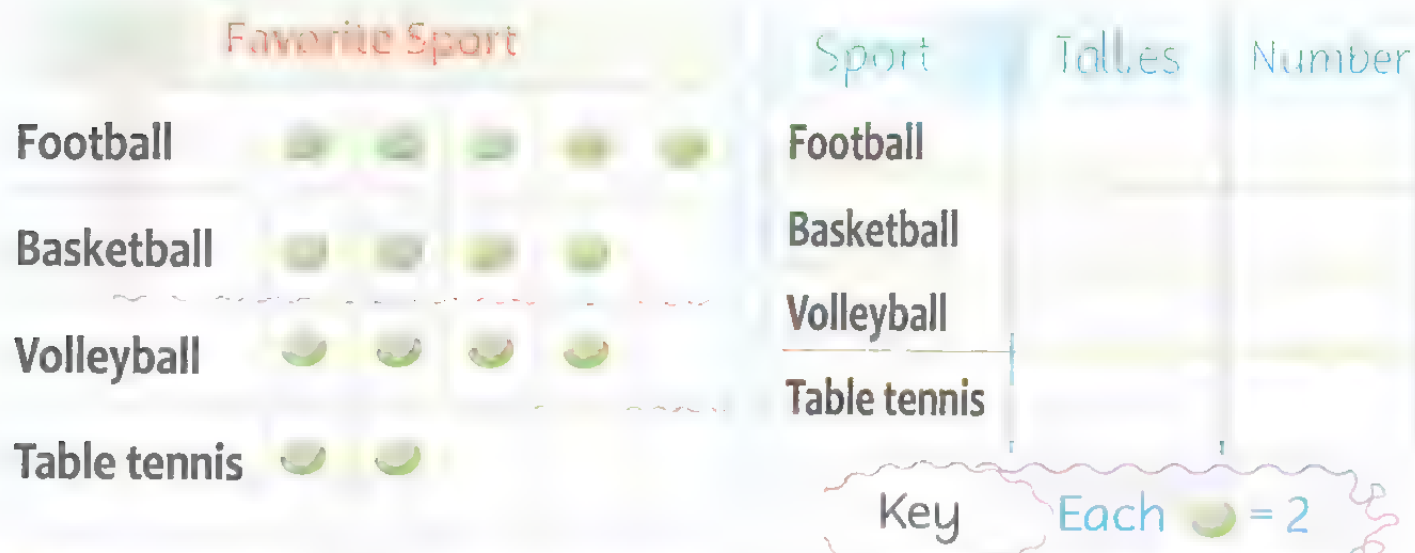 Favorite Sport
Football
Basketball
Volleyball
Table tennis
Sport Tallies Number
Football
Basketball
Volleyball
Table tennis
Key Each = 2